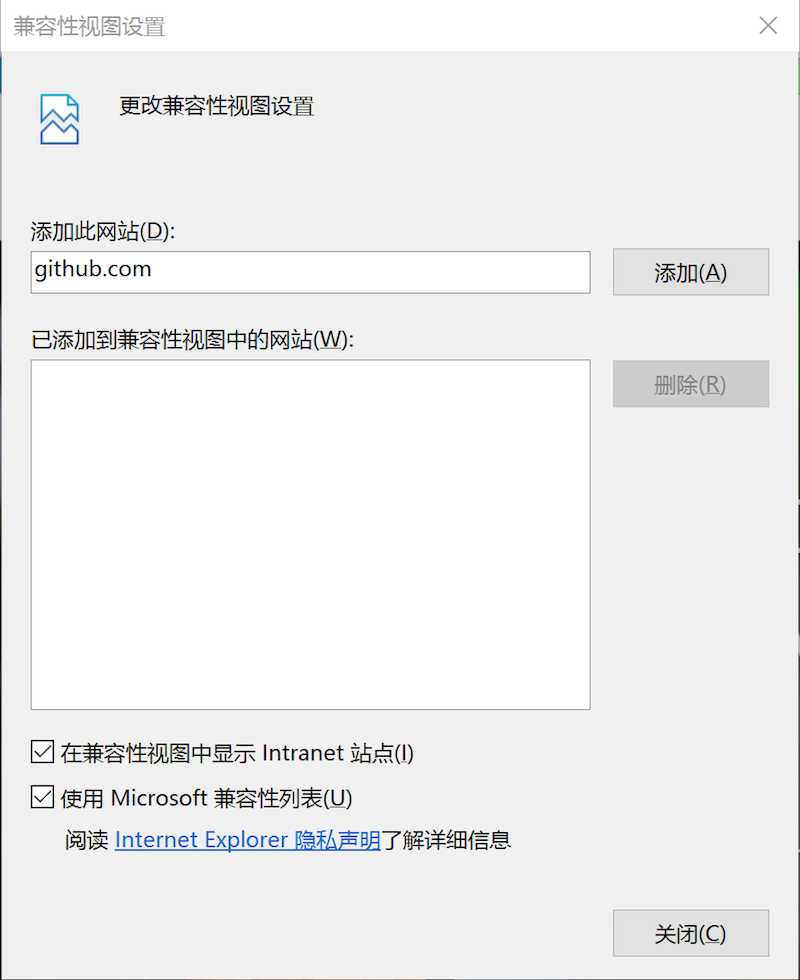 兼容性视图设置
更改兼容性视图设置
添加此网站(D):
github.com
添加(A)
已添加到兼容性视图中的网站(W):
删除(R)
在兼容性视图中显示 Intranet 站点(I)
使用 Microsoft 兼容性列表(U)
阅读 Internet Explorer 隐私声明了解详细信息
关闭(C)